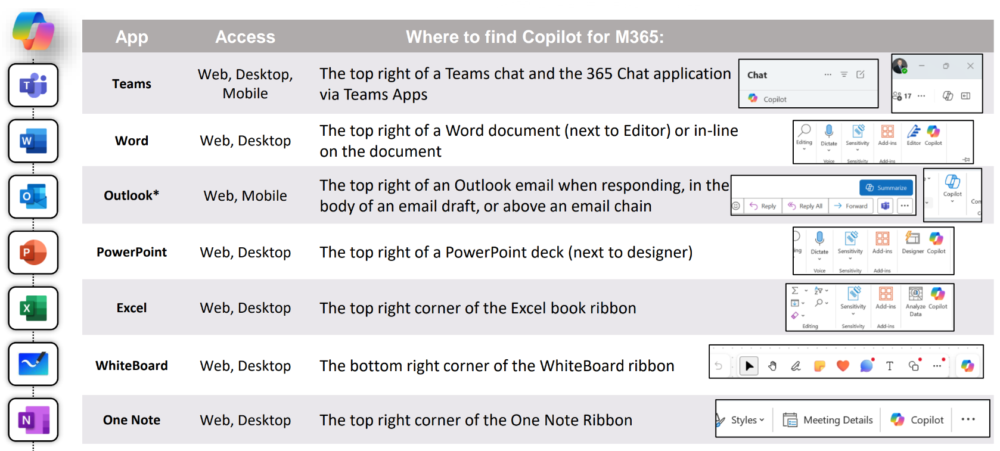 App Access Where to find Copilot for M365:
Teams
Web, Desktop,
Mobile
The top right of a Teams chat and the 365 Chat application
via Teams Apps
Chat
Copilot
17
Word
Web, Desktop
The top right of a Word document (next to Editor) or in-line
on the document
Editing Dictate Sensitivity Add-ins Editor Copilot
Voice Sensitivity Add-ins
Outlook*
Web, Mobile
The top right of an Outlook email when responding, in the
body of an email draft, or above an email chain
Summarize
Reply Reply All Forward
Copilot
Con
C
PowerPoint
Web, Desktop
The top right of a PowerPoint deck (next to designer)
ing Dictate Sensitivity Add-ins Designer Copilot
Voice Sensitivity Add-ins
Excel
Web, Desktop
The top right corner of the Excel book ribbon
Sensitivity Add-ins Analyze Copilot
Data
Editing Sensitivity Add-ins
WhiteBoard
Web, Desktop
The bottom right corner of the WhiteBoard ribbon
One Note
Web, Desktop
The top right corner of the One Note Ribbon
Styles Meeting Details Copilot